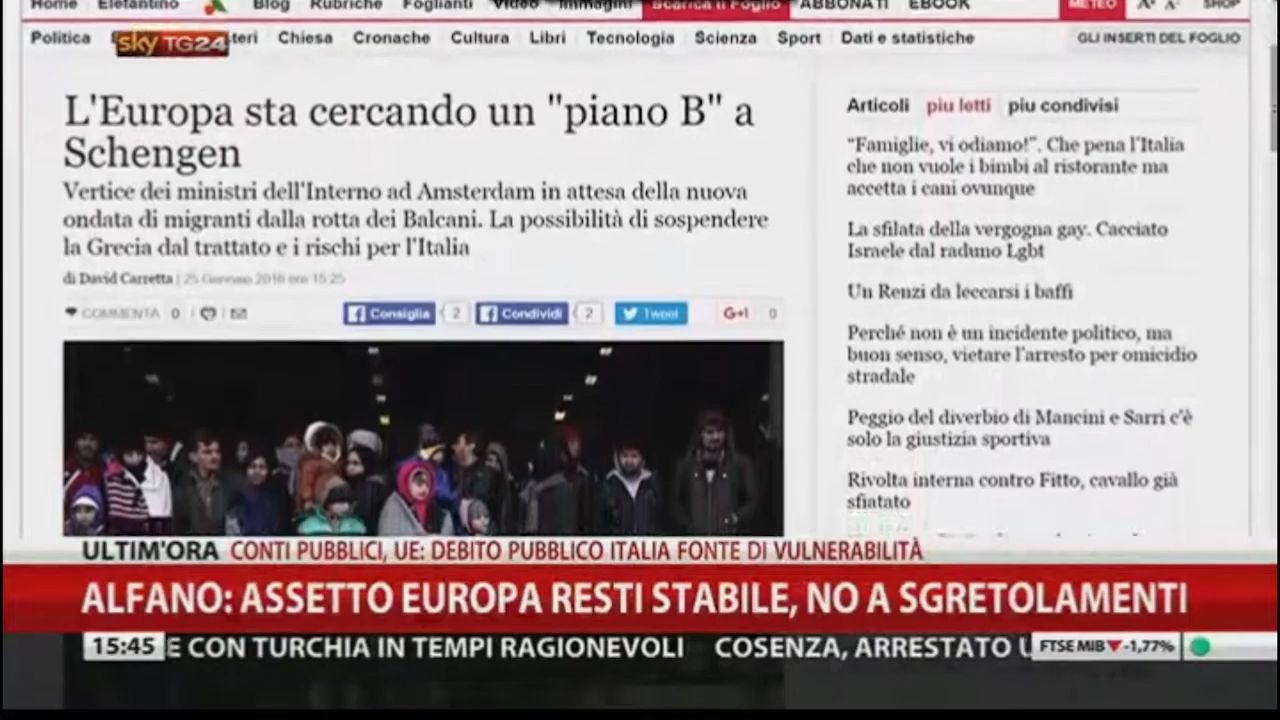 Home Elefantino Blog Rubriche Foglianti Video Immagini Scarica il Foglio ABBONATI EBOOK METEO A+ A- SHOP
Politica sky TG24 teri Chiesa Cronache Cultura Libri Tecnologia Scienza Sport Dati e statistiche GLI INSERTI DEL FOGLIO
L'Europa sta cercando un "piano B" a
Schengen
Vertice dei ministri dell'Interno ad Amsterdam in attesa della nuova
ondata di migranti dalla rotta dei Balcani. La possibilità di sospendere
la Grecia dal trattato e i rischi per l'Italia
di David Carretta | 25 Gennaio 2016 ore 15:25
COMMENTA 0 | Consiglia 2 Condividi 2 Tweet G+1 0
Articoli piu letti piu condivisi
"Famiglie, vi odiamo!". Che pena l'Italia
che non vuole i bimbi al ristorante ma
accetta i cani ovunque
La sfilata della vergogna gay. Cacciato
Israele dal raduno Lgbt
Un Renzi da leccarsi i baffi
Perché non è un incidente politico, ma
buon senso, vietare l'arresto per omicidio
stradale
Peggio del diverbio di Mancini e Sarri c'è
solo la giustizia sportiva
Rivolta interna contro Fitto, cavallo già
sfiatato
ULTIM'ORA CONTI PUBBLICI, UE: DEBITO PUBBLICO ITALIA FONTE DI VULNERABILITÀ
ALFANO: ASSETTO EUROPA RESTI STABILE, NO A SGRETOLAMENTI
15:45 E CON TURCHIA IN TEMPI RAGIONEVOLI COSENZA, ARRESTATO U FTSE MIB -1,77%